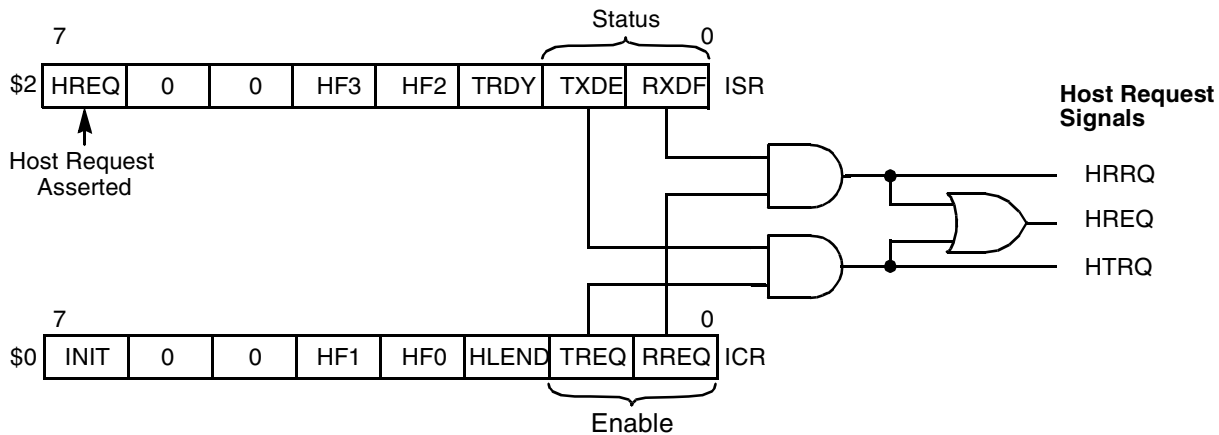 Status
7 0
$2 HREQ 0 0 HF3 HF2 TRDY TXDE RXDF ISR
Host Request
Signals
Host Request
Asserted
HRRQ
HREQ
HTRQ
7 0
$0 INIT 0 0 HF1 HF0 HLEND TREQ RREQ ICR
Enable